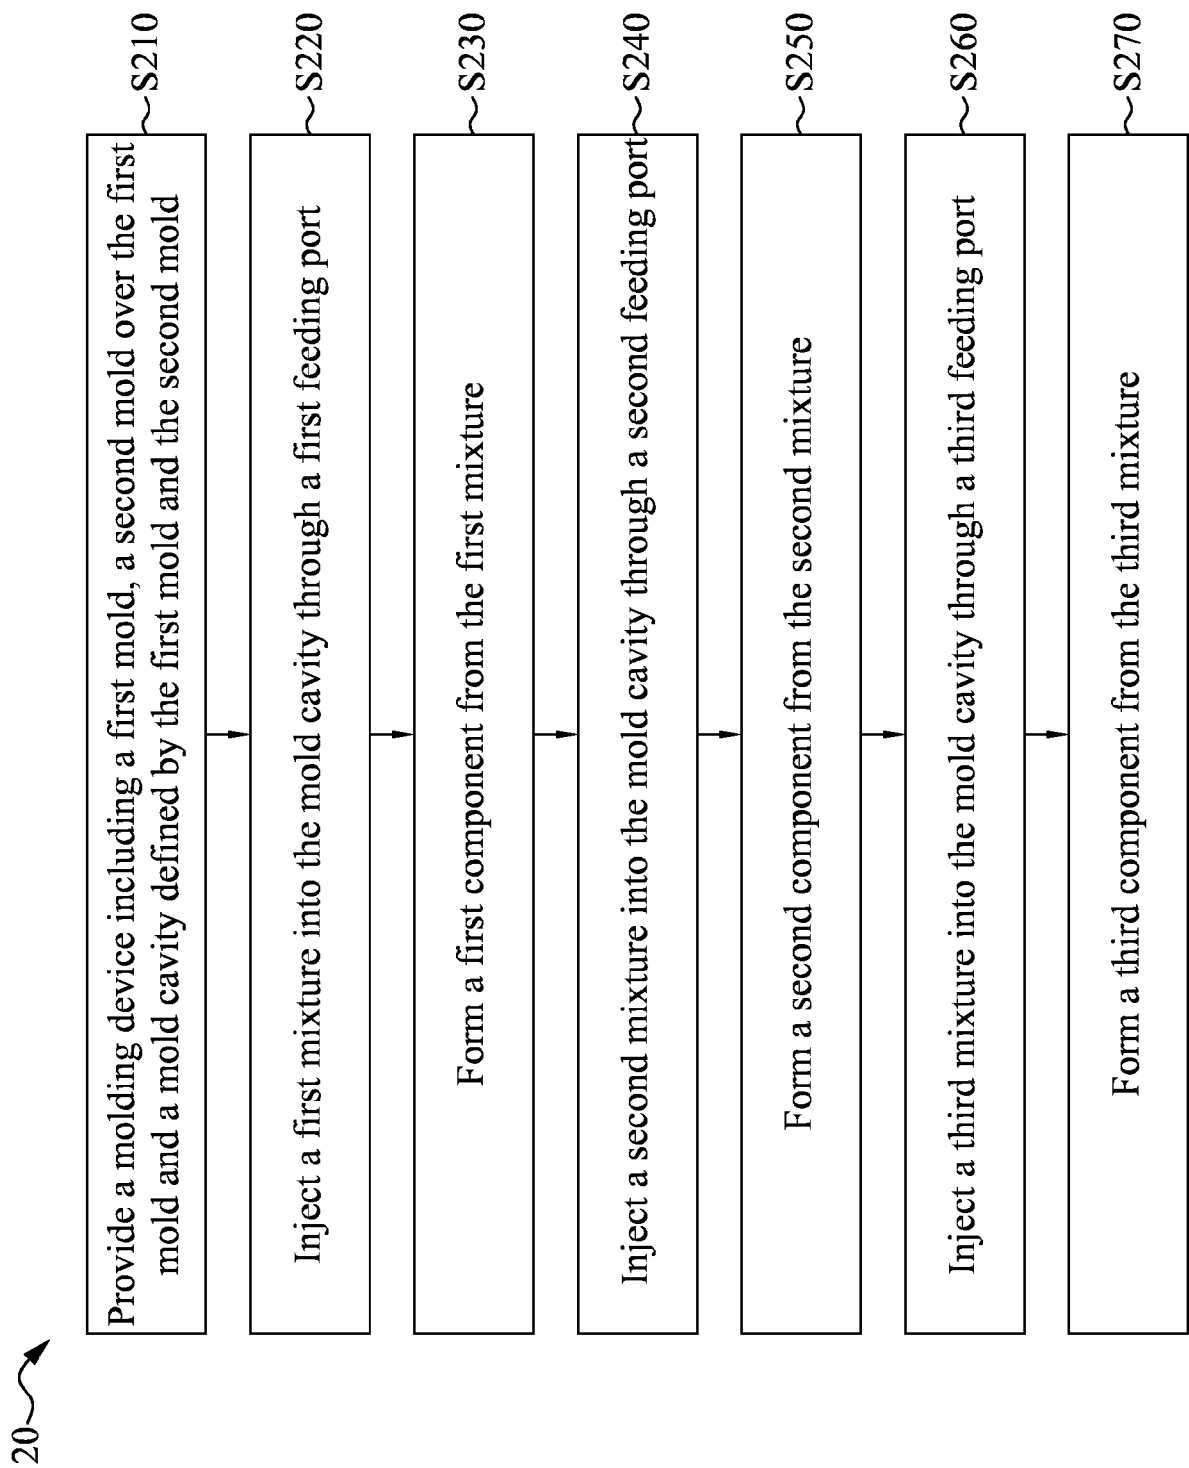 20
Provide a molding device including a first mold, a second mold over the first
mold and a mold cavity defined by the first mold and the second mold
S210
Inject a first mixture into the mold cavity through a first feeding port
S220
Form a first component from the first mixture
S230
Inject a second mixture into the mold cavity through a second feeding port
S240
Form a second component from the second mixture
S250
Inject a third mixture into the mold cavity through a third feeding port
S260
Form a third component from the third mixture
S270